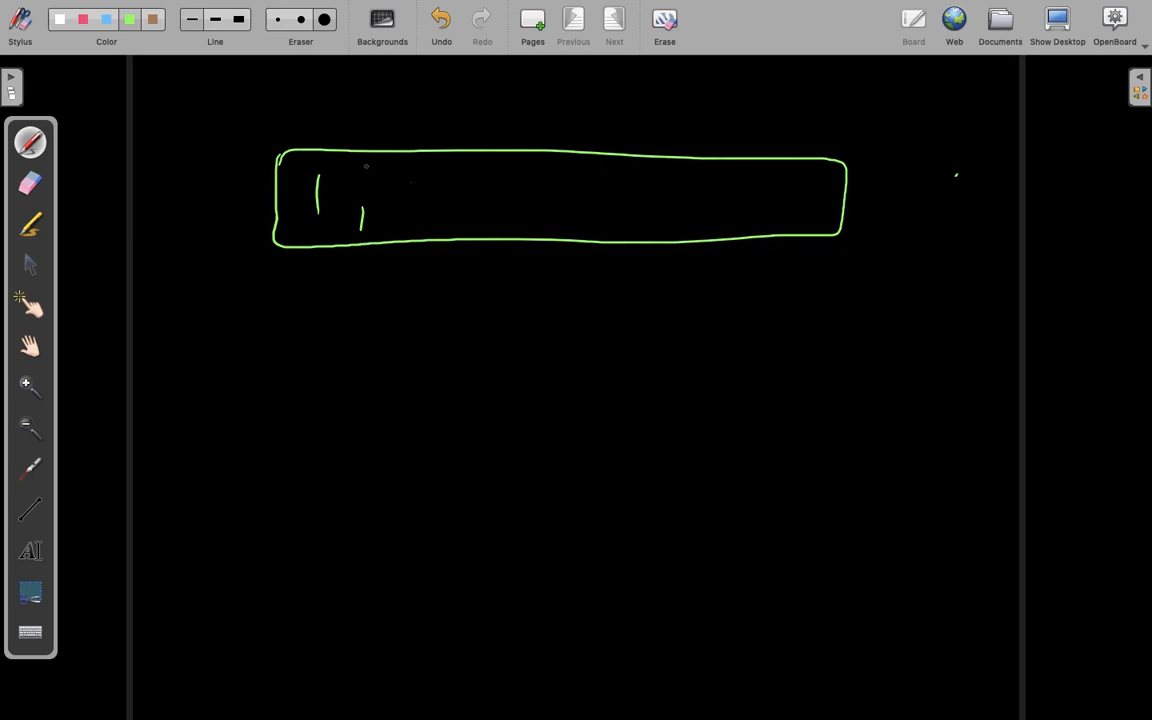 Stylus
Color
Line
Eraser
Backgrounds
Undo
Redo
Pages
Previous
Next
Erase
Board
Web
Documents
Show Desktop
OpenBoard